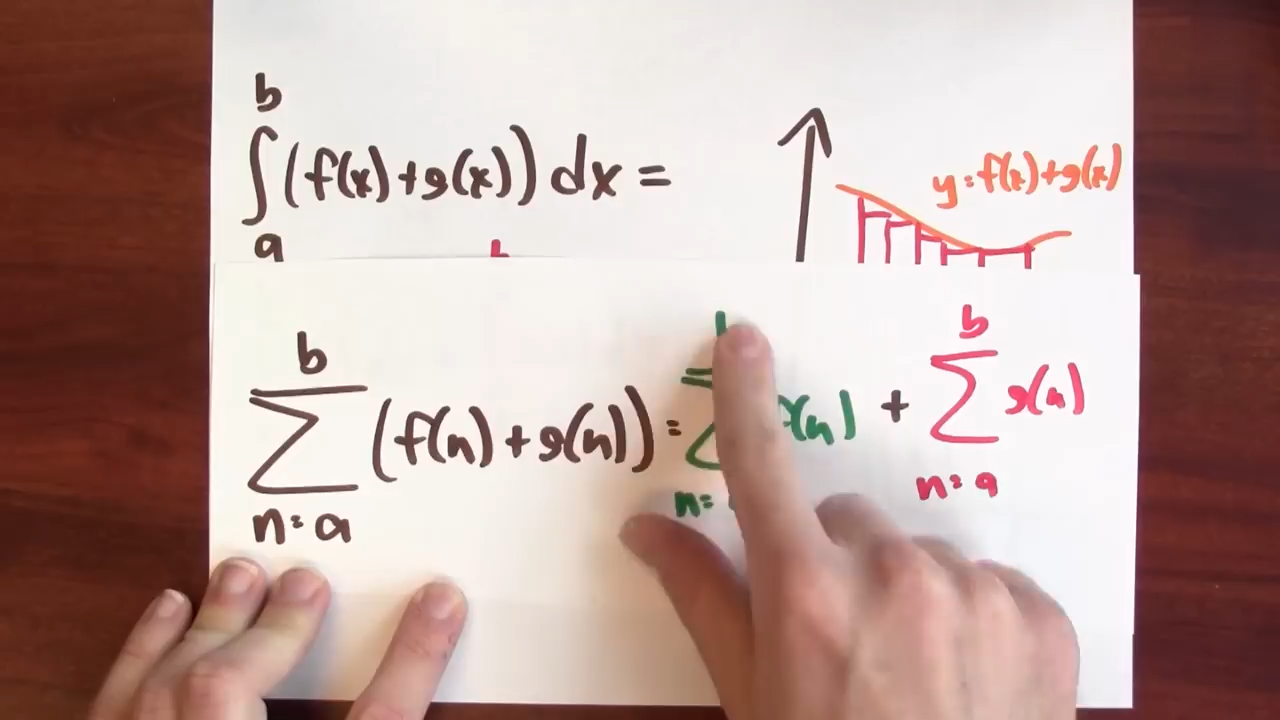 b
∫ (f(x)+g(x)) dx =
a
y=f(x)+g(x)
b
∑ (f(n)+g(n)) = ∑ f(n) + ∑ g(n)
n=a
n=
b
n=a